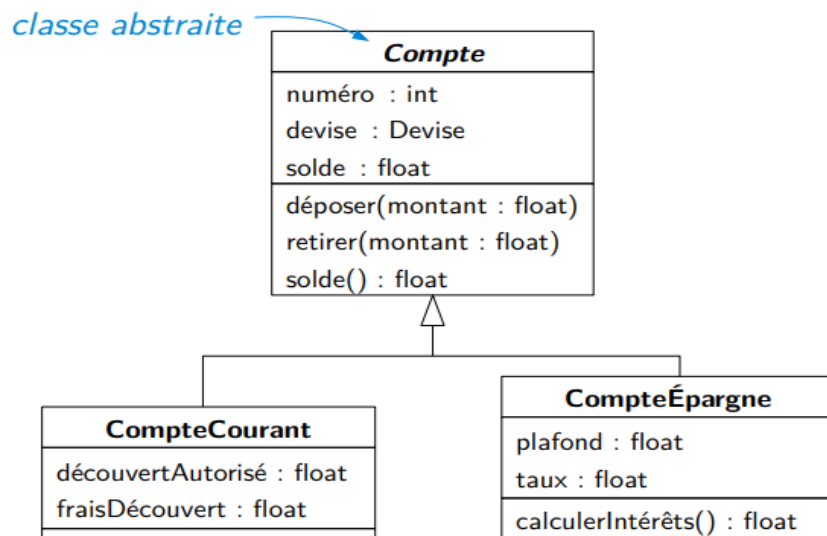 classe abstraite
Compte
numéro : int
devise : Devise
solde : float
déposer(montant : float)
retirer(montant : float)
solde() : float
CompteCourant
découvertAutorisé : float
fraisDécouvert : float
CompteÉpargne
plafond : float
taux : float
calculerIntérêts() : float